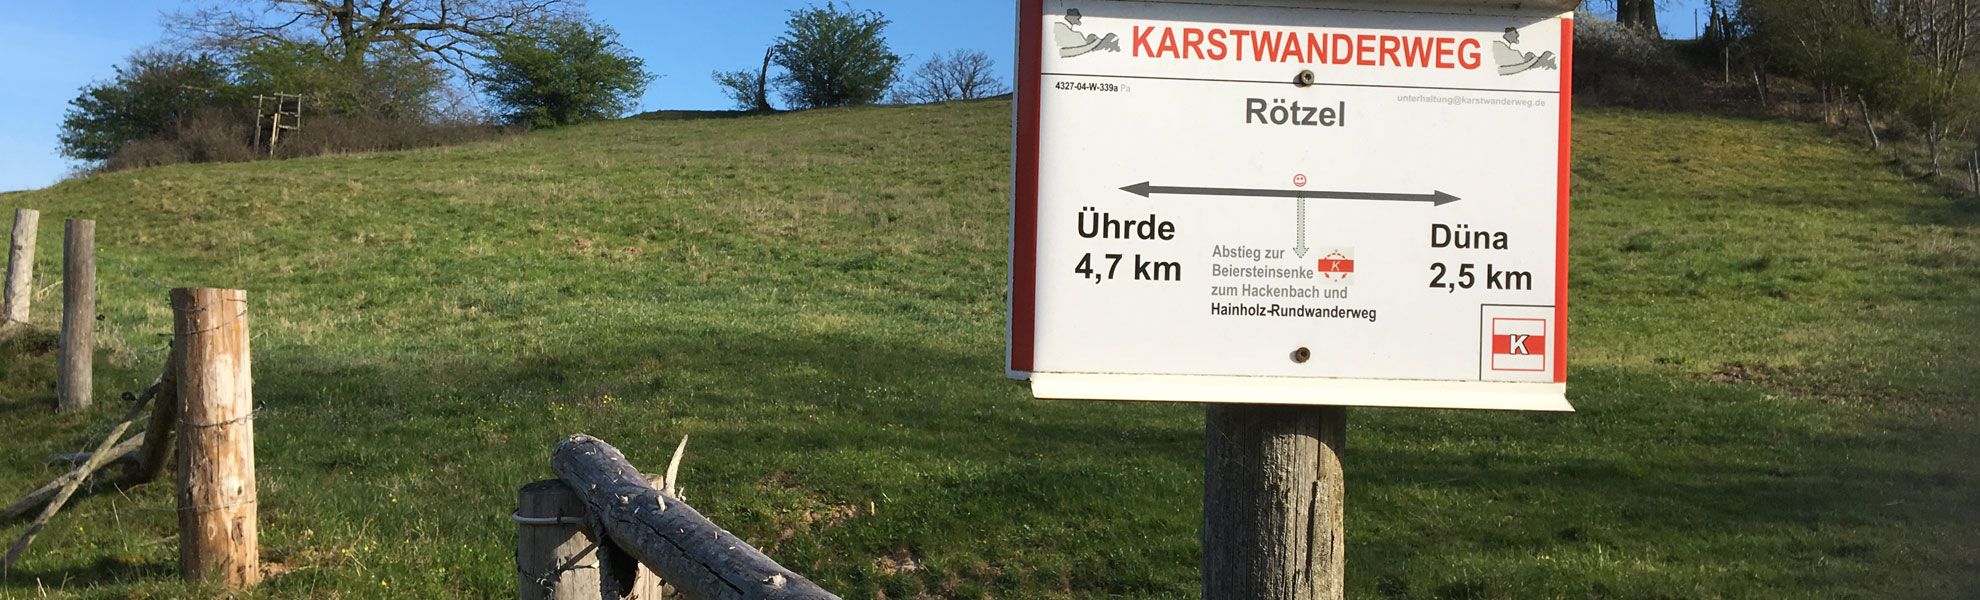 KARSTWANDERWEG
4327-04-W-339a Pa
unterhaltung@karstwanderweg.de
Rötzel
Ührde
4,7 km
Abstieg zur
Beiersteinsenke
zum Hackenbach und
Hainholz-Rundwanderweg
K
Düna
2,5 km
K